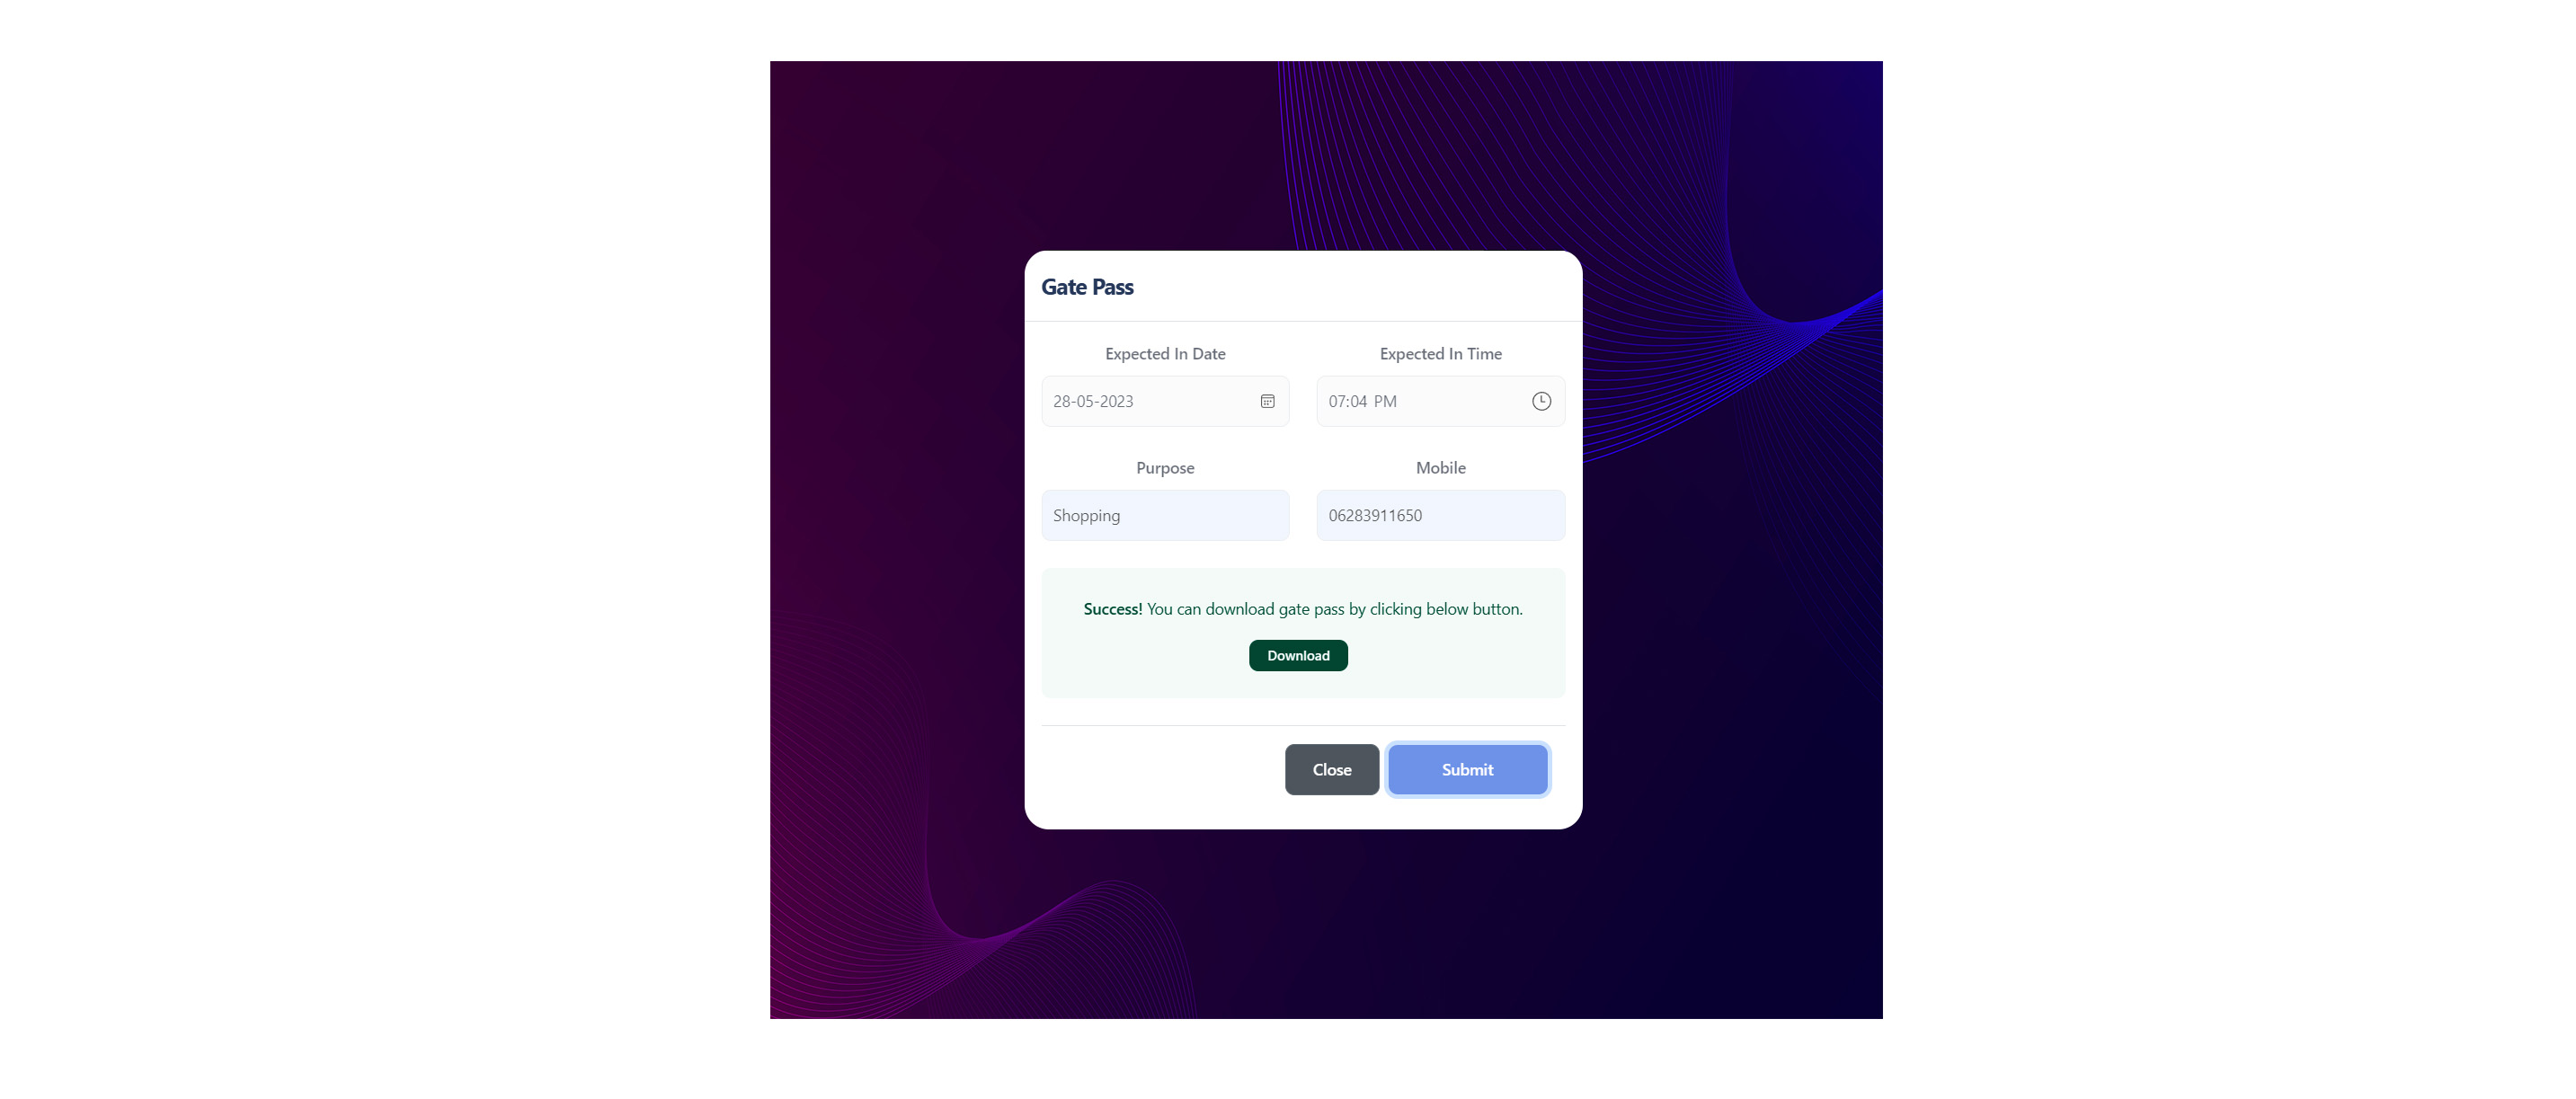 Gate Pass
Expected In Date
Expected In Time
28-05-2023
07:04 PM
Purpose
Mobile
Shopping
06283911650
Success! You can download gate pass by clicking below button.
Download
Close
Submit